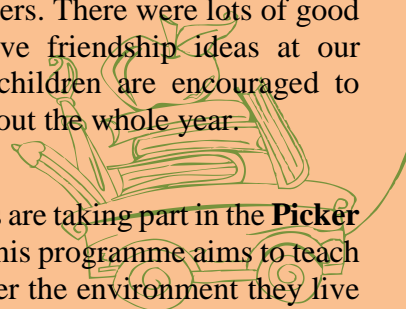 ers. There were lots of good
ve friendship ideas at our
children are encouraged to
out the whole year.
are taking part in the Picker
his programme aims to teach
er the environment they live